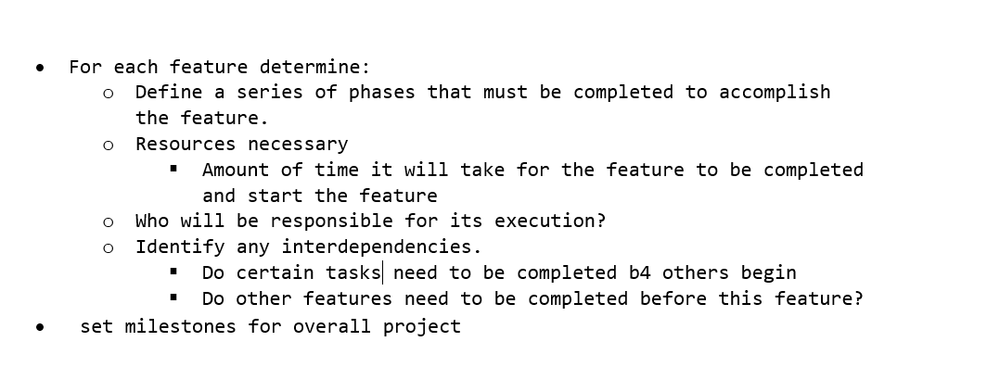 • For each feature determine:
o Define a series of phases that must be completed to accomplish
the feature.
o Resources necessary
▪ Amount of time it will take for the feature to be completed
and start the feature
o Who will be responsible for its execution?
o Identify any interdependencies.
▪ Do certain tasks need to be completed b4 others begin
▪ Do other features need to be completed before this feature?
• set milestones for overall project